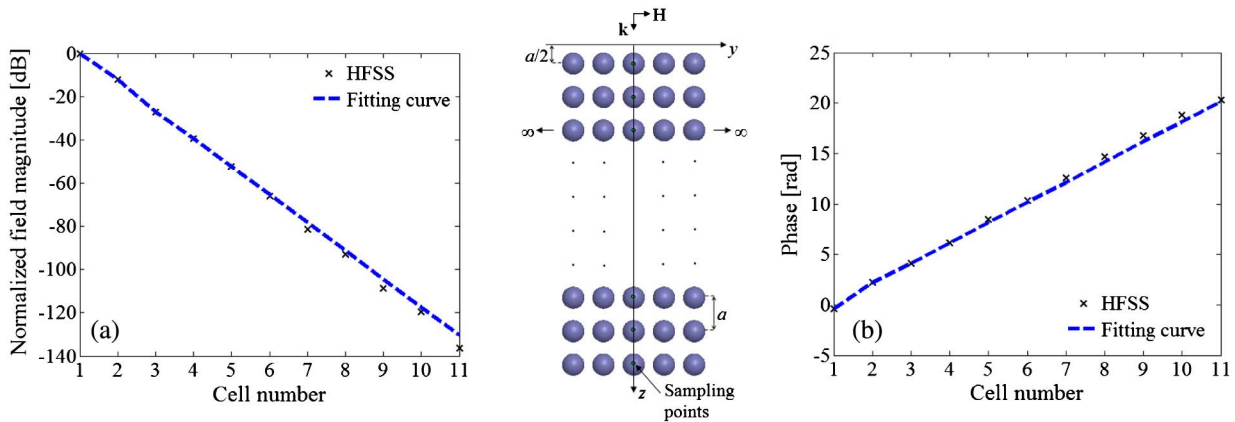 Normalized field magnitude [dB]
0
-20
-40
-60
-80
-100
-120
-140
× HFSS
Fitting curve
(a)
1 2 3 4 5 6 7 8 9 10 11
Cell number
H
k
a/2
y
∞ ∞
a
z
Sampling
points
Phase [rad]
25
20
15
10
5
0
-5
× HFSS
Fitting curve
(b)
1 2 3 4 5 6 7 8 9 10 11
Cell number